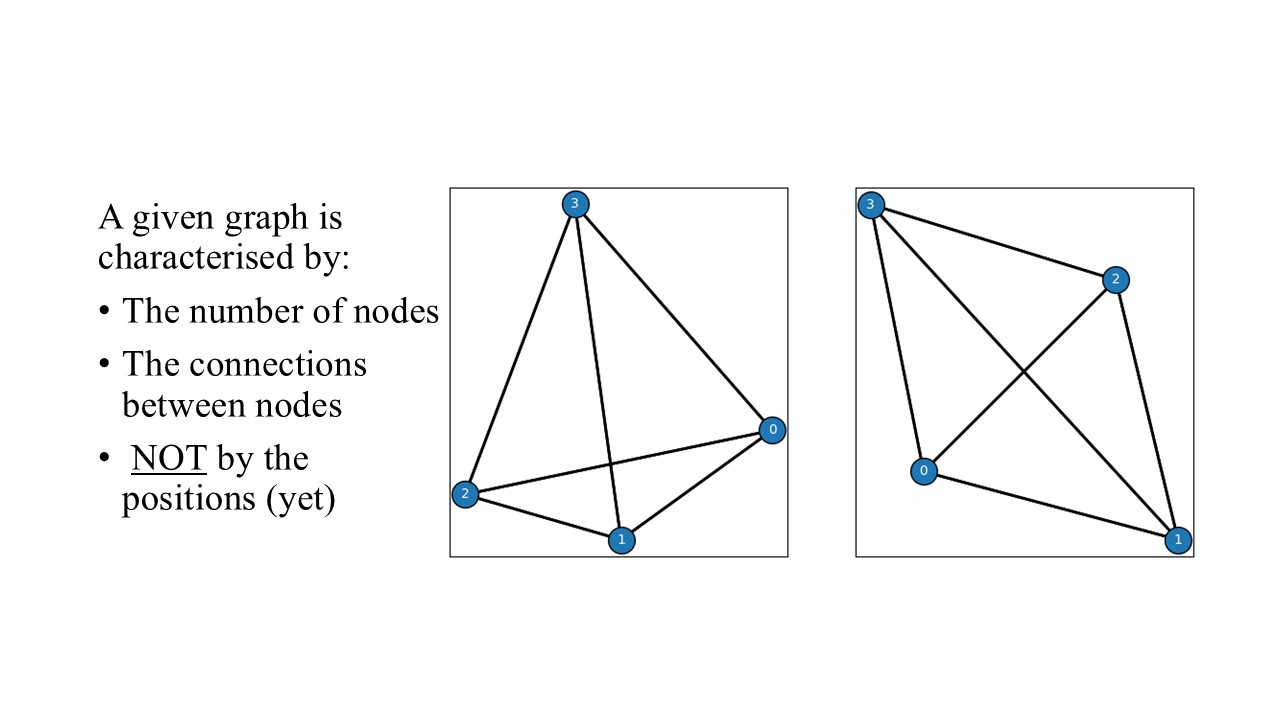 A given graph is
characterised by:
• The number of nodes
• The connections
between nodes
• NOT by the
positions (yet)
3
0
2
1
3
2
0
1